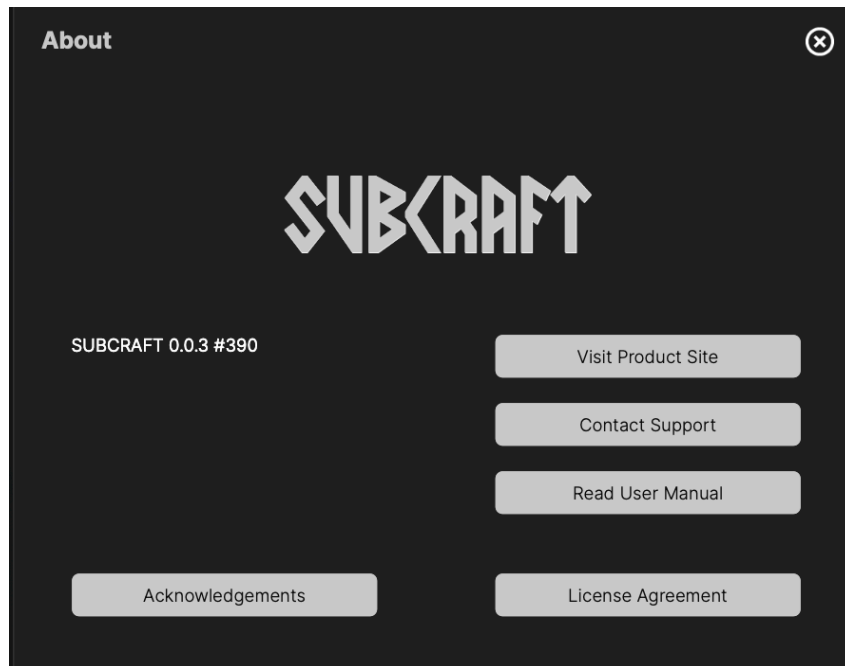 About
SUBCRAFT
SUBCRAFT 0.0.3 #390
Visit Product Site
Contact Support
Read User Manual
Acknowledgements
License Agreement